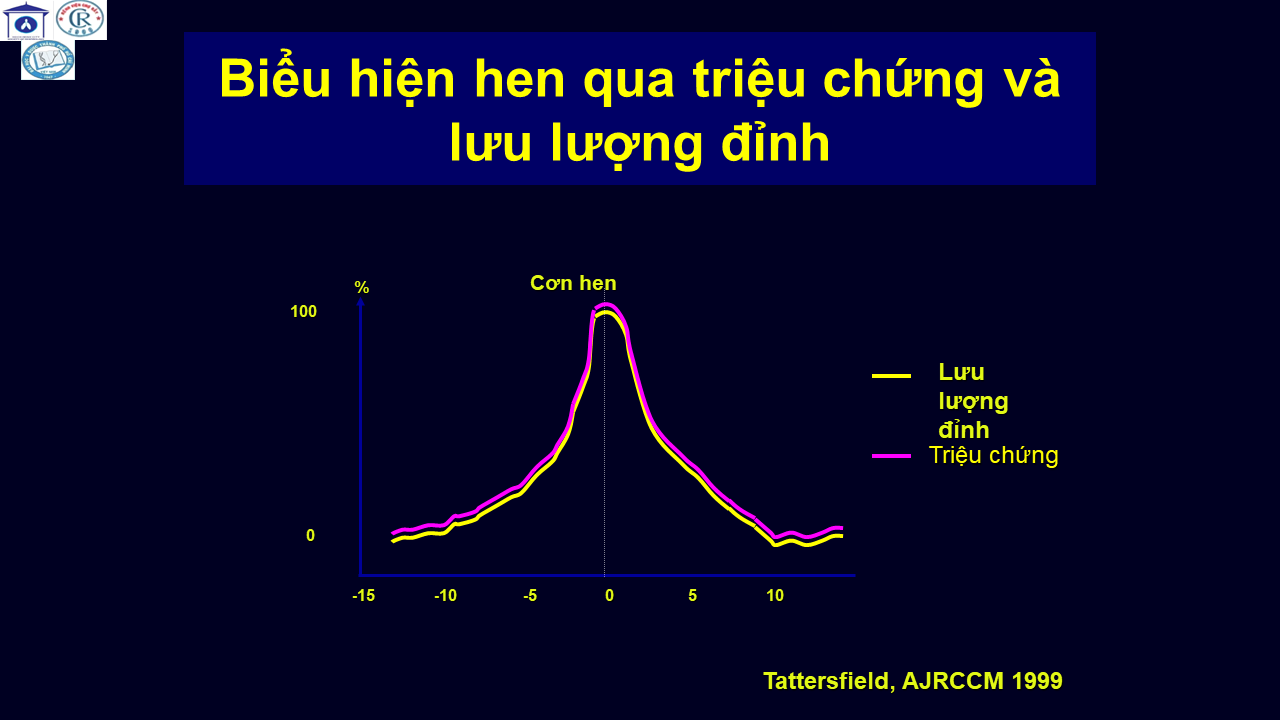 Biểu hiện hen qua triệu chứng và
lưu lượng đỉnh
Cơn hen
%
100
0
-15 -10 -5 0 5 10
Lưu
lượng
đỉnh
Triệu chứng
Tattersfield, AJRCCM 1999